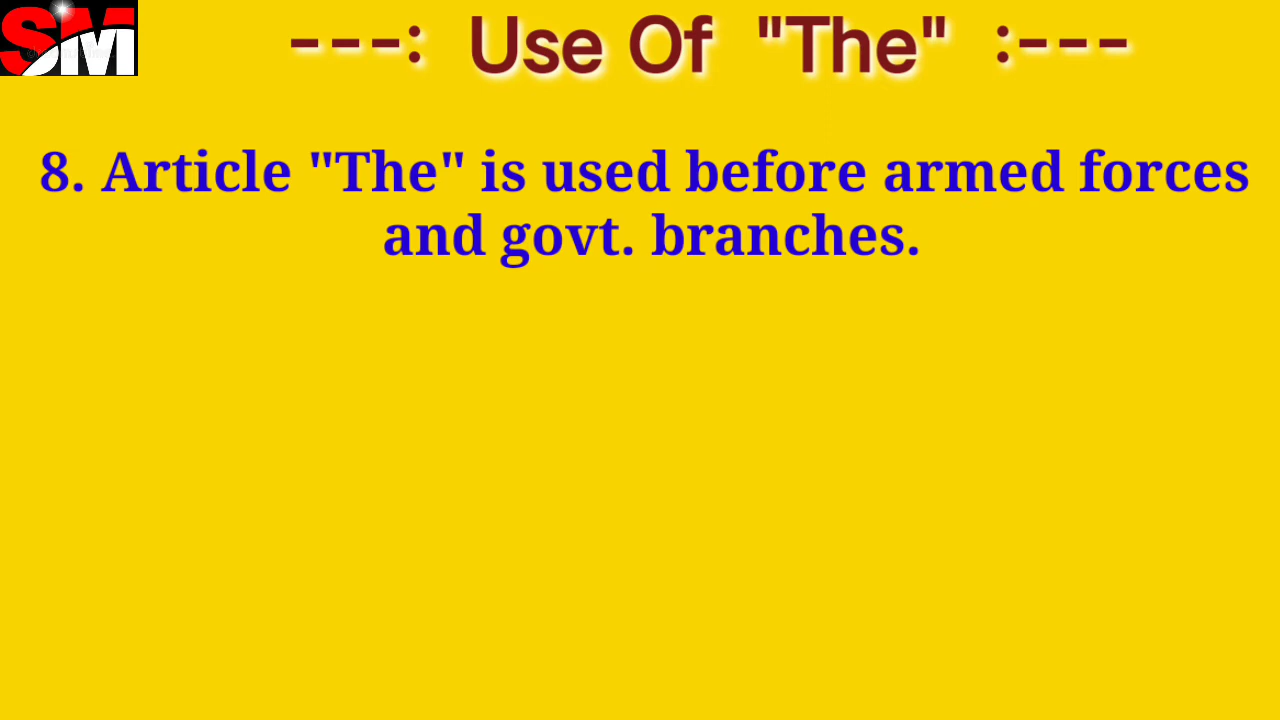 SM
---: Use Of "The" :---
8. Article "The" is used before armed forces
and govt. branches.